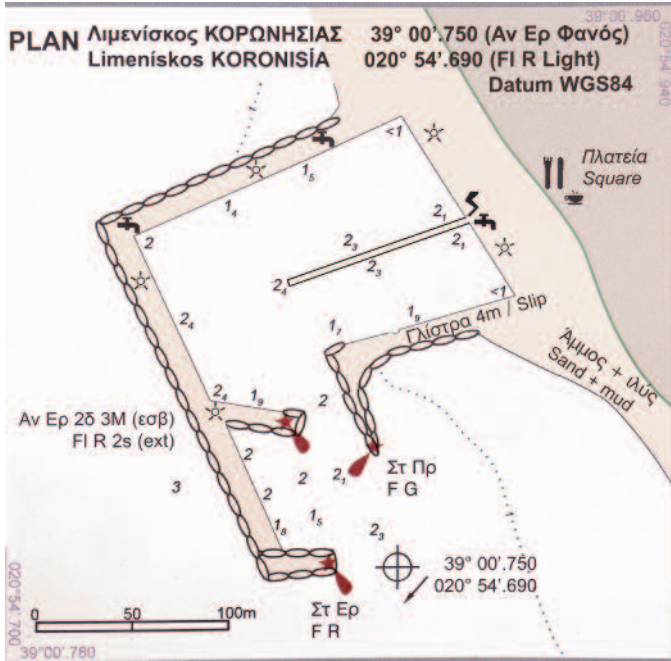 39° 00'.960
PLAN Λιμενίσκος ΚΟΡΩΝΗΣΙΑΣ 39° 00'.750 (Αν Ερ Φανός)
Limenískos KORONISÍA 020° 54'.690 (Fl R Light)
Datum WGS84
020° 54'.940
<1
Πλατεία
Square
1₅
1₄
2
2₁
2₁
2₃
2₃
2₄
<1
2₄
1₉
Γλίστρα 4m / Slip
1₇
Άμμος + ιλύς
Sand + mud
2₄
1₉
2
Αν Ερ 2δ 3Μ (εσβ)
Fl R 2s (ext)
2
Στ Πρ
F G
3
2
2
2₁
1₅
1₈
2₃
39° 00'.750
020° 54'.690
020° 54'.700
Στ Ερ
F R
0 50 100m
39° 00'.780